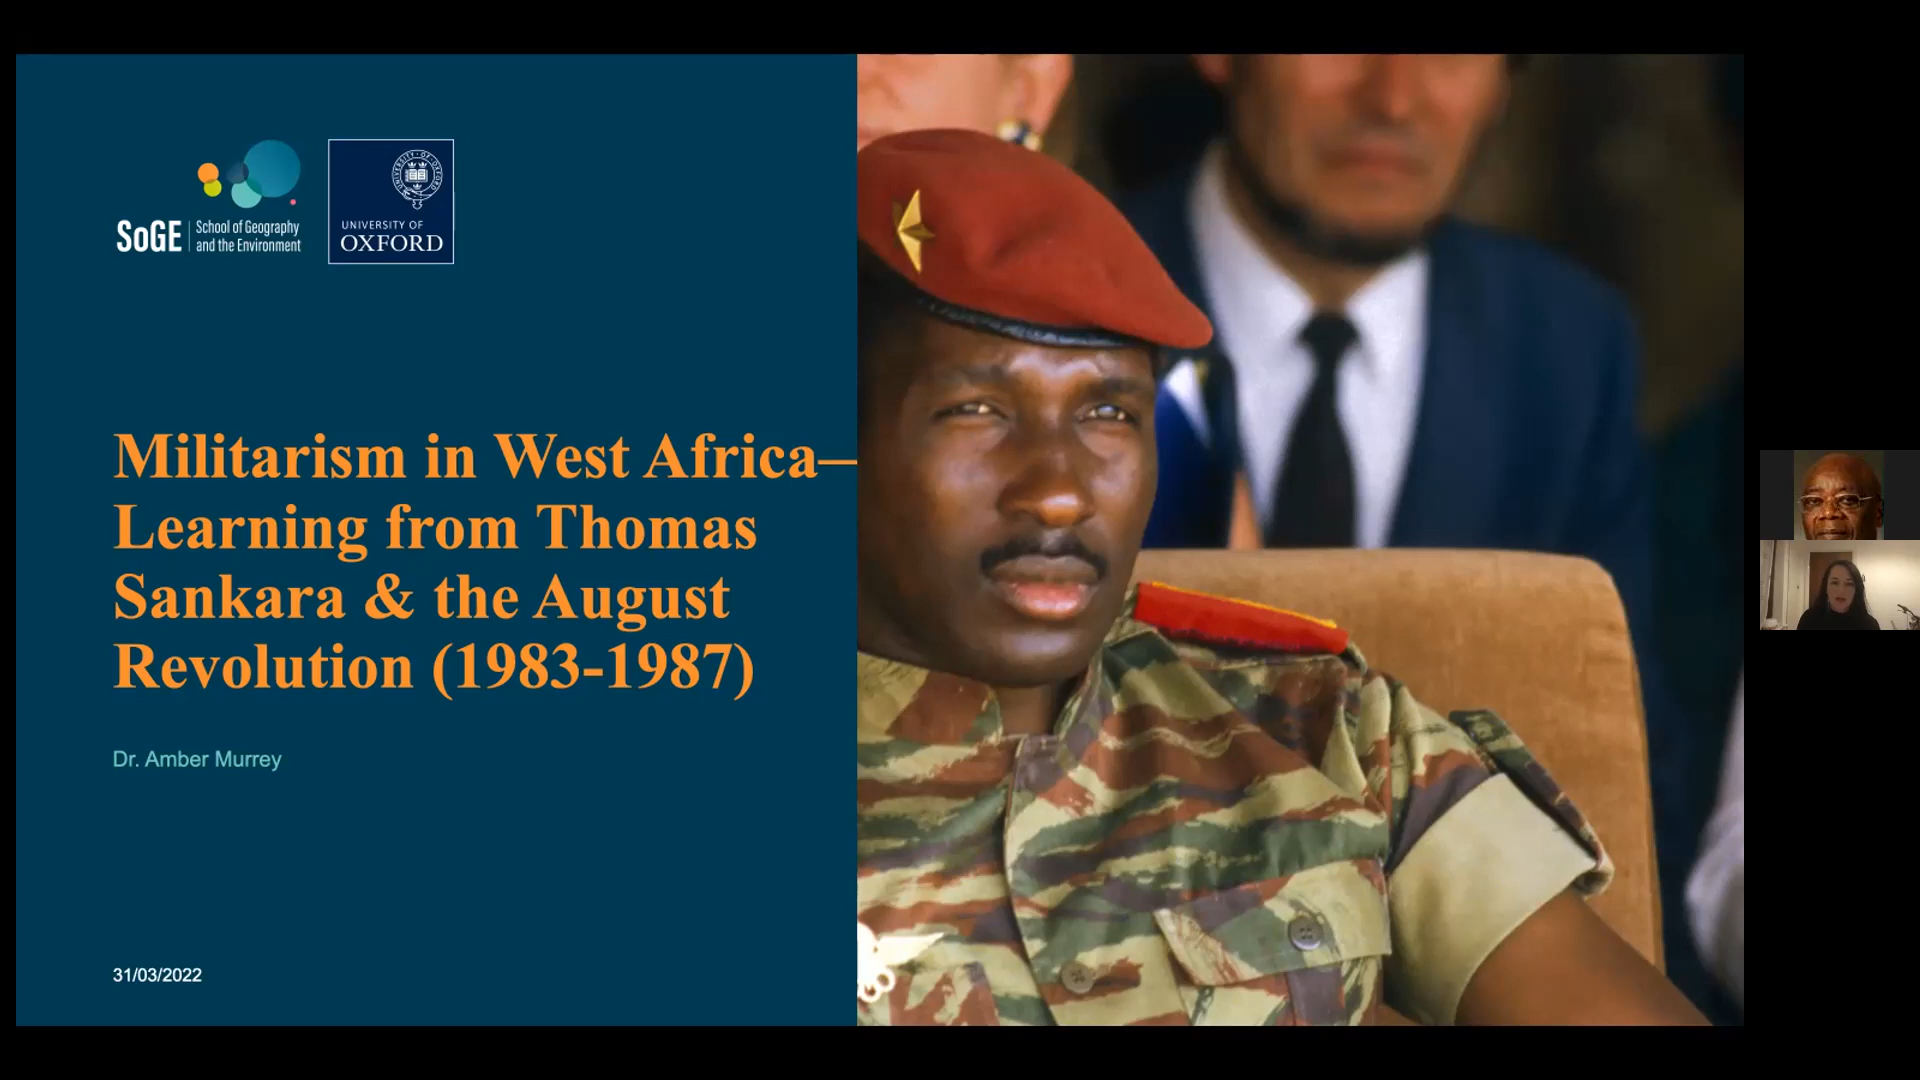 SoGE
School of Geography
and the Environment
UNIVERSITY OF
OXFORD
Militarism in West Africa—
Learning from Thomas
Sankara & the August
Revolution (1983-1987)
Dr. Amber Murrey
31/03/2022